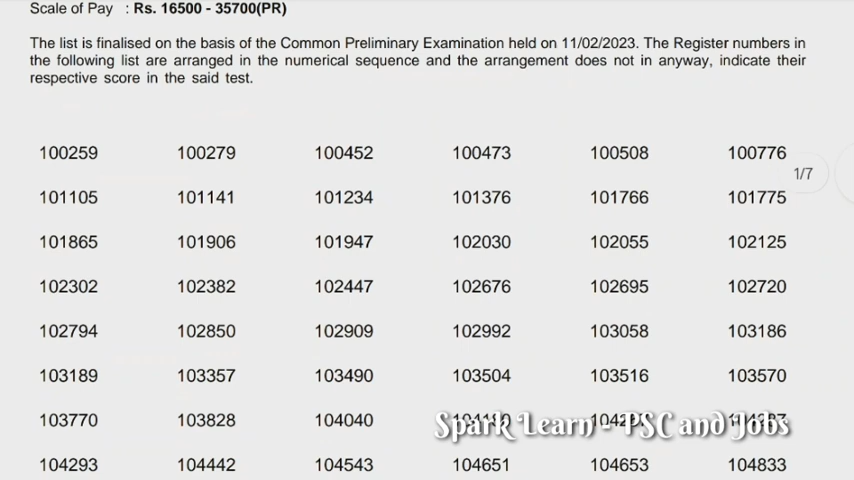 Scale of Pay : Rs. 16500 - 35700(PR)
The list is finalised on the basis of the Common Preliminary Examination held on 11/02/2023. The Register numbers in
the following list are arranged in the numerical sequence and the arrangement does not in anyway, indicate their
respective score in the said test.
100259 100279 100452 100473 100508 100776
1/7
101105 101141 101234 101376 101766 101775
101865 101906 101947 102030 102055 102125
102302 102382 102447 102676 102695 102720
102794 102850 102909 102992 103058 103186
103189 103357 103490 103504 103516 103570
103770 103828 104040
Spark Learn - PSC and Jobs
104293 104442 104543 104651 104653 104833